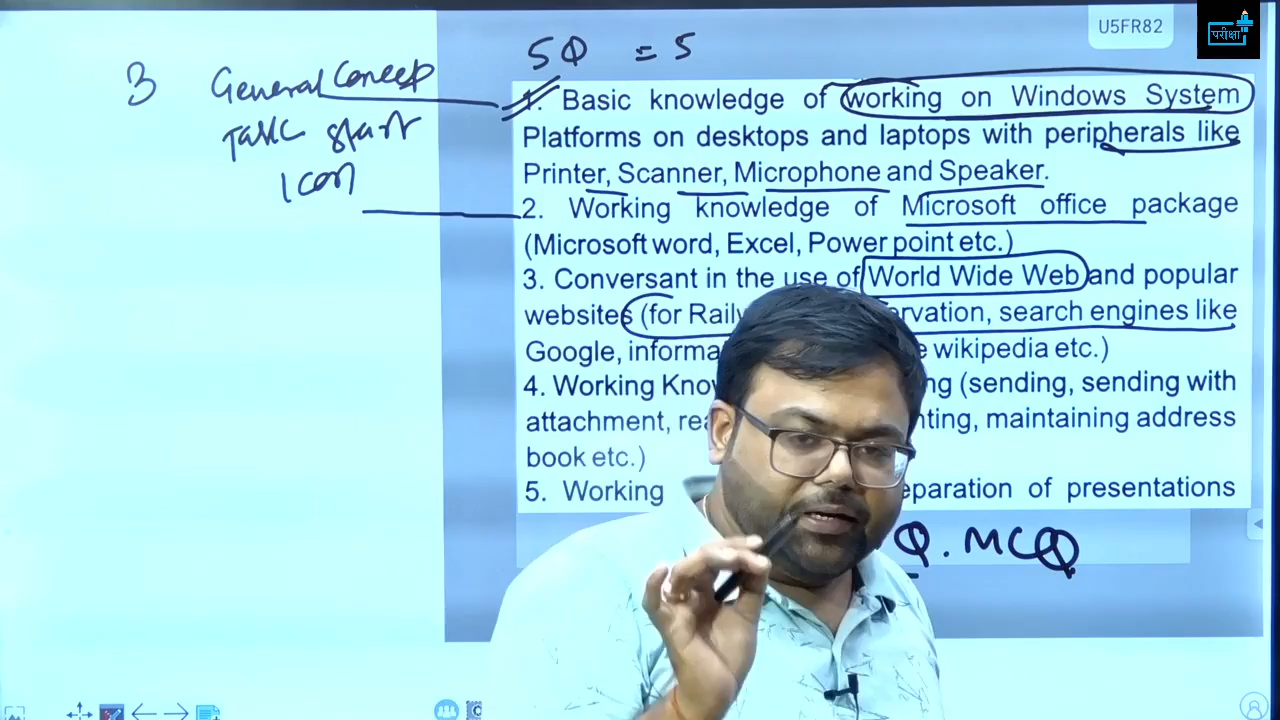 U5FR82
परीक्षा
5Q = 5
3 General Concep
Task start
Icon
1. Basic knowledge of working on Windows System
Platforms on desktops and laptops with peripherals like
Printer, Scanner, Microphone and Speaker.
2. Working knowledge of Microsoft office package
(Microsoft word, Excel, Power point etc.)
3. Conversant in the use of World Wide Web and popular
websites (for Rail ervation, search engines like
Google, informa e wikipedia etc.)
4. Working Know ng (sending, sending with
attachment, rea nting, maintaining address
book etc.)
5. Working eparation of presentations
Q. MCQ